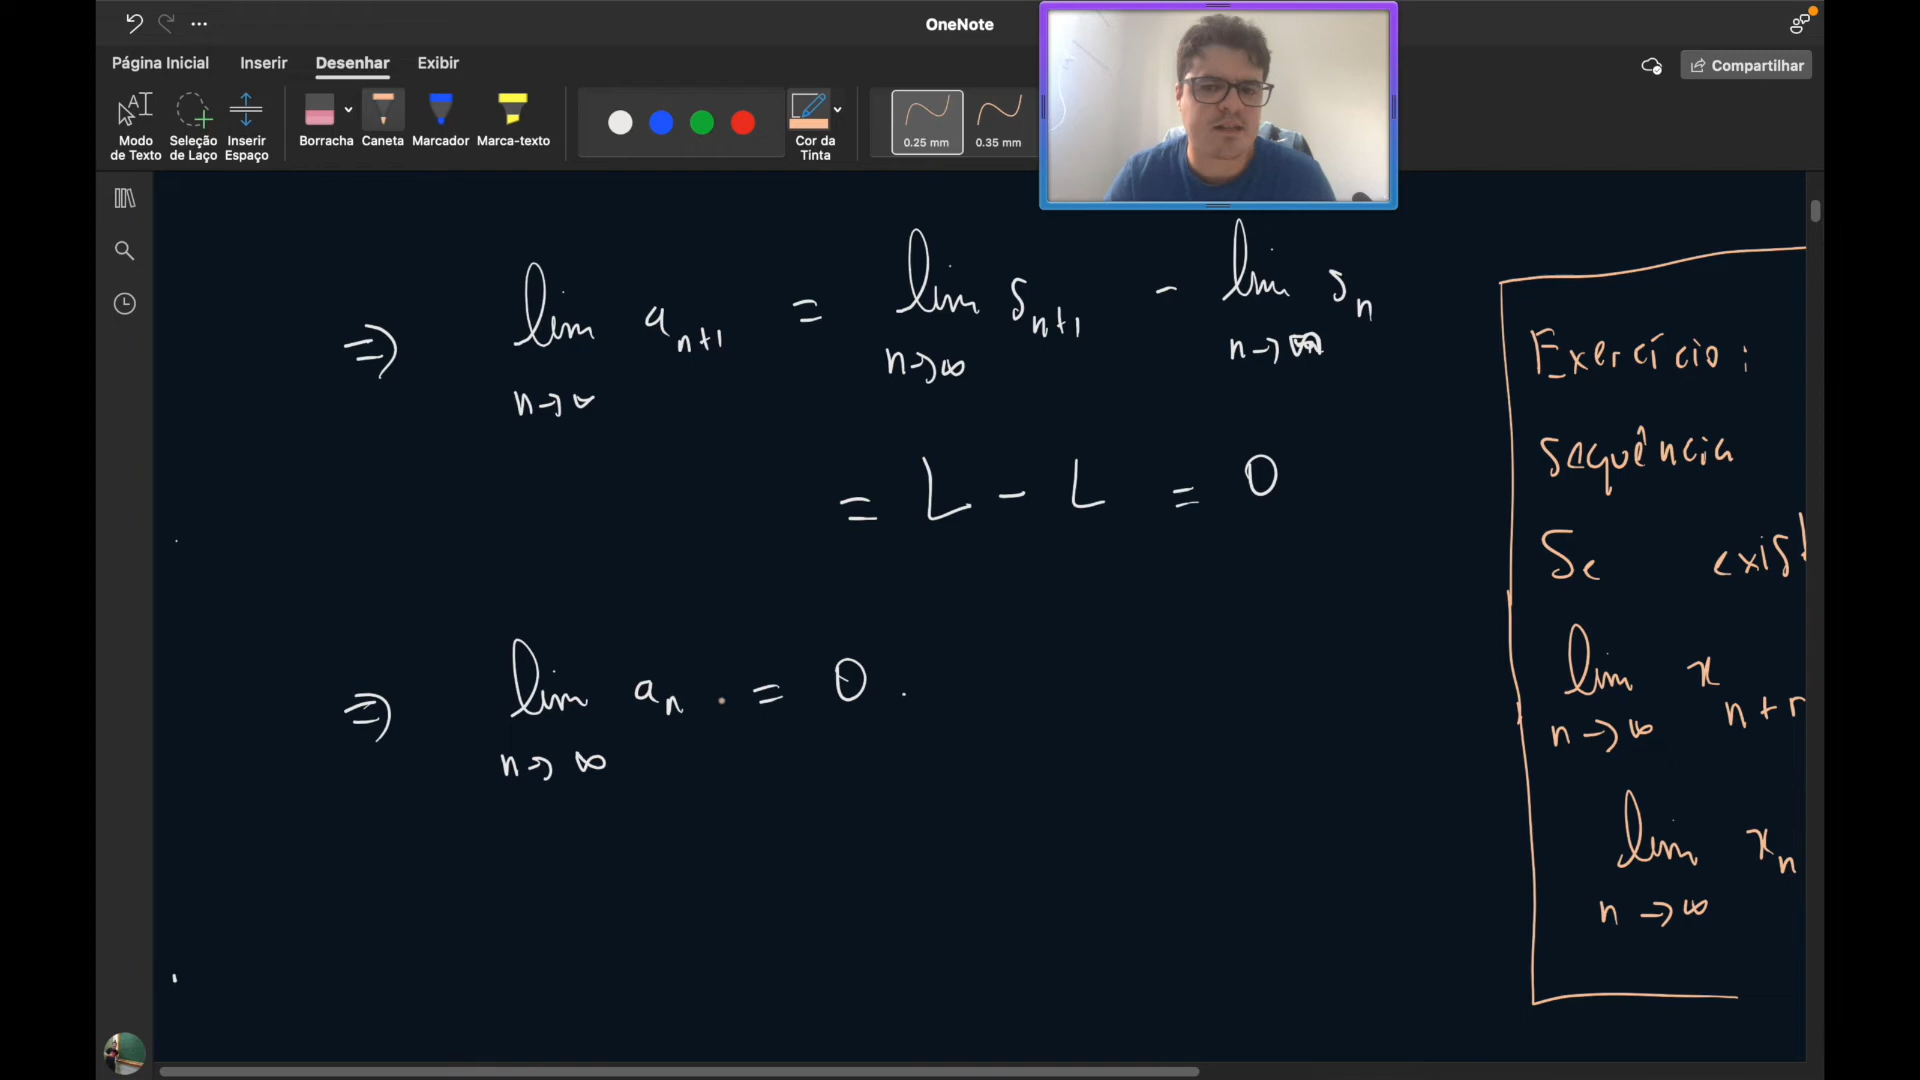 OneNote
Página Inicial Inserir Desenhar Exibir
Compartilhar
Modo de Texto
Seleção de Laço
Inserir Espaço
Borracha
Caneta
Marcador
Marca-texto
Cor da Tinta
0.25 mm
0.35 mm
⇒ lim a_{n+1} = lim S_{n+1} - lim S_n
n→∞ n→∞ n→∞
= L - L = 0
⇒ lim a_n . = 0 .
n→∞
Exercício:
Sequência
Se exist
lim x_{n+r
n→∞
lim x_n
n→∞